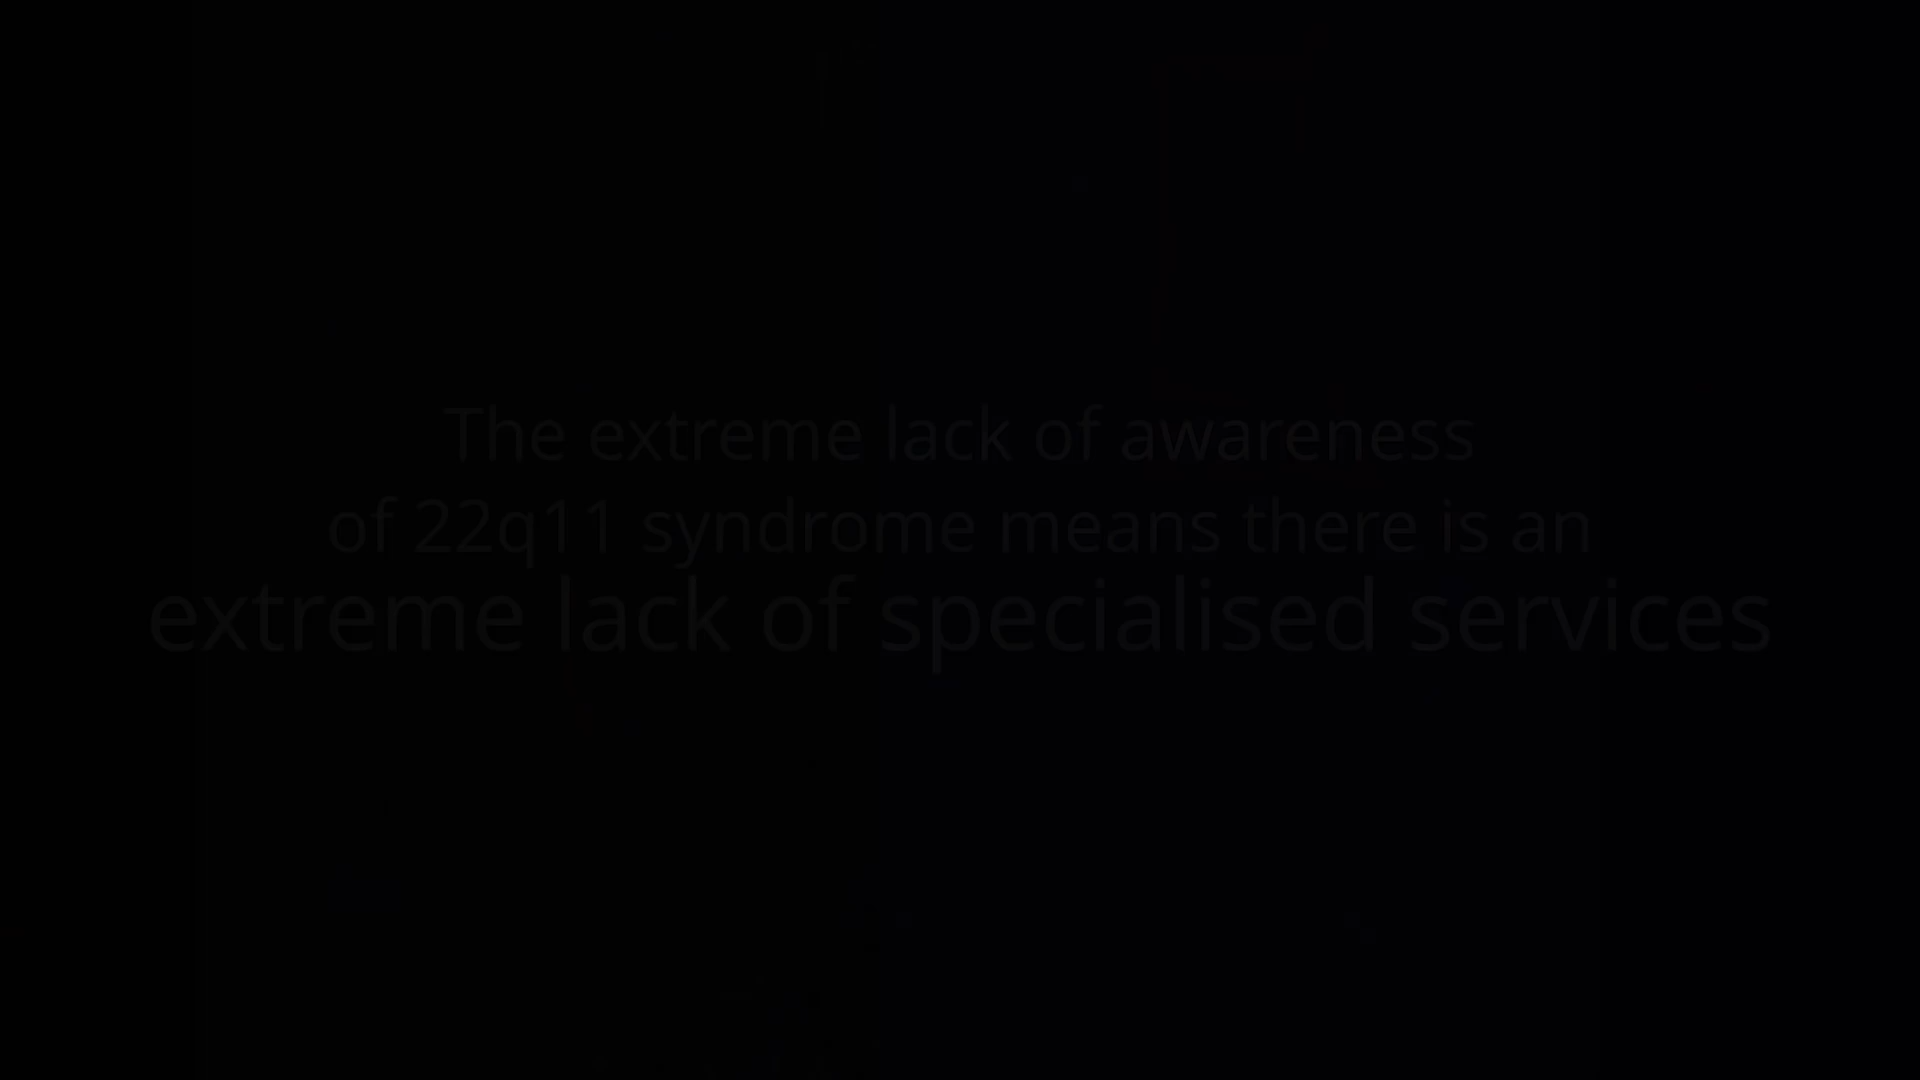 The extreme lack of awareness
of 22q11 syndrome means there is an
extreme lack of specialised services